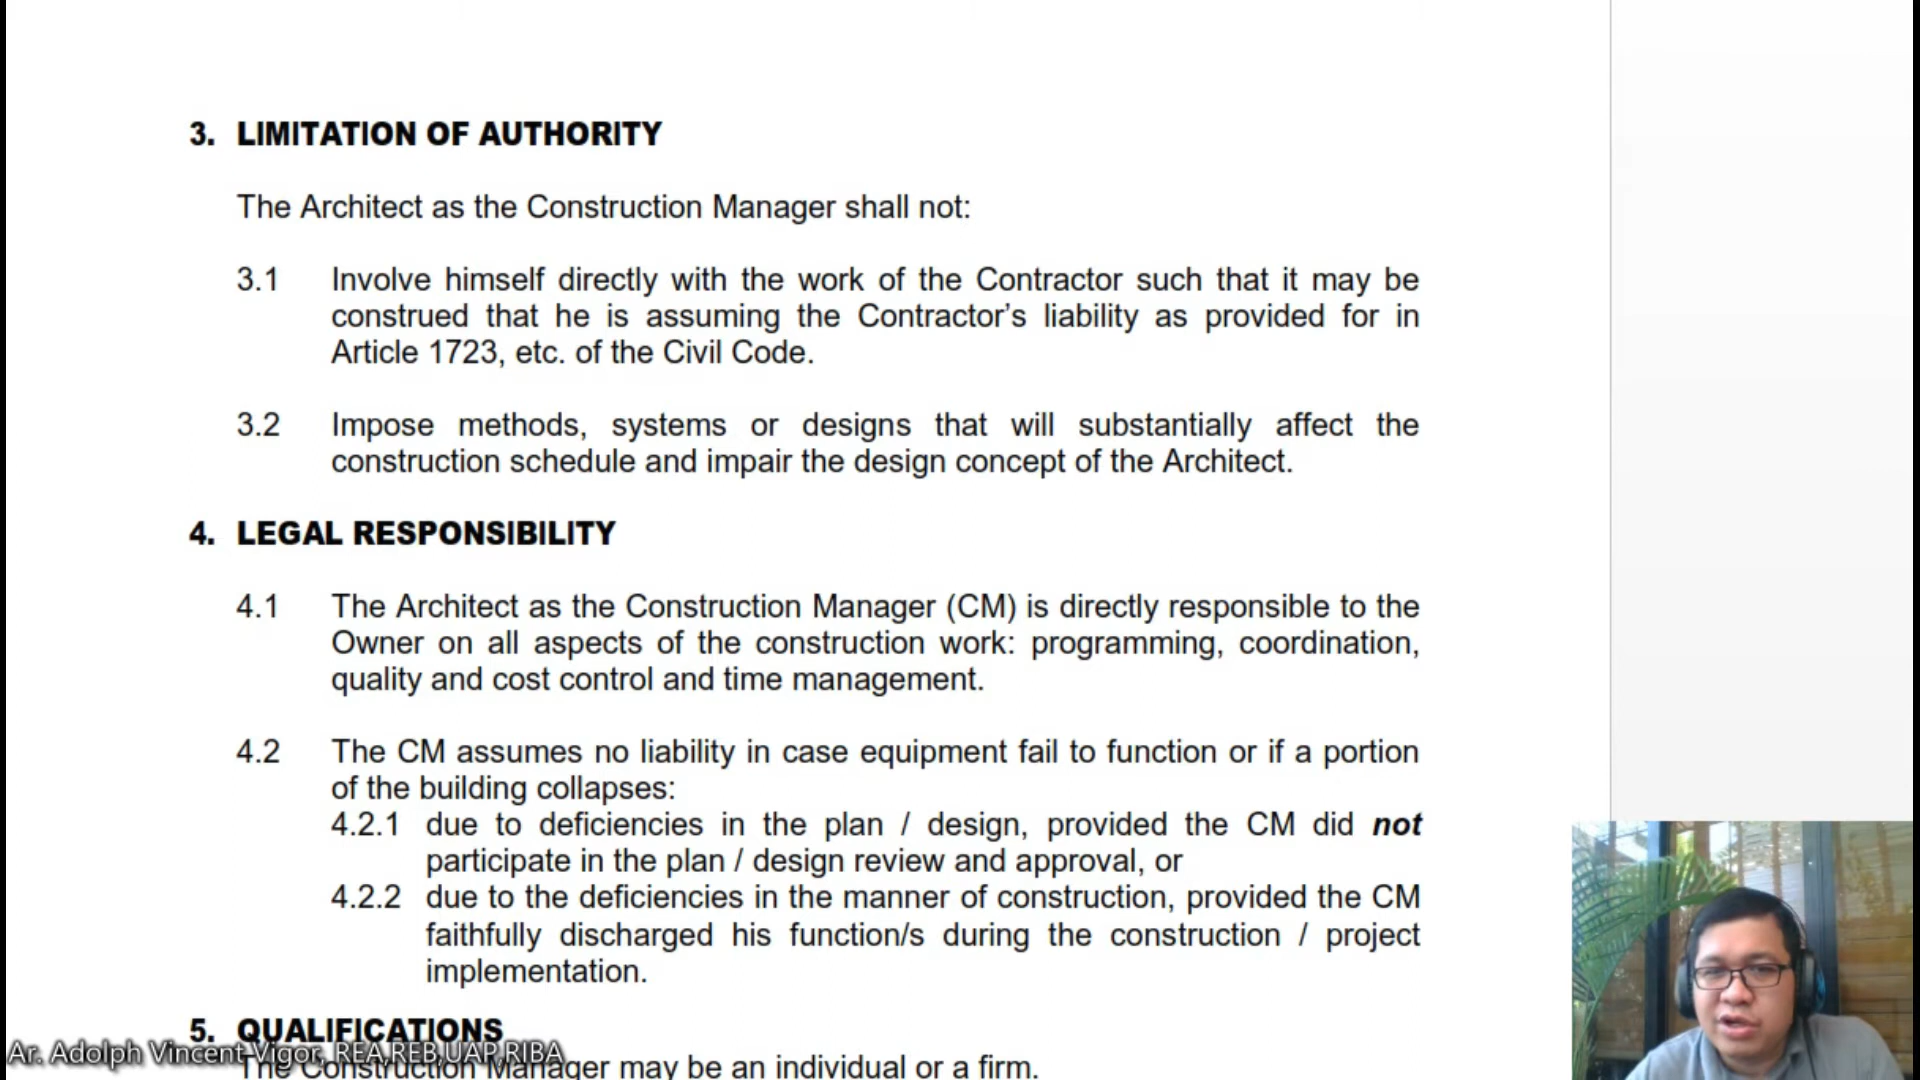 3. LIMITATION OF AUTHORITY
The Architect as the Construction Manager shall not:
3.1 Involve himself directly with the work of the Contractor such that it may be
construed that he is assuming the Contractor’s liability as provided for in
Article 1723, etc. of the Civil Code.
3.2 Impose methods, systems or designs that will substantially affect the
construction schedule and impair the design concept of the Architect.
4. LEGAL RESPONSIBILITY
4.1 The Architect as the Construction Manager (CM) is directly responsible to the
Owner on all aspects of the construction work: programming, coordination,
quality and cost control and time management.
4.2 The CM assumes no liability in case equipment fail to function or if a portion
of the building collapses:
4.2.1 due to deficiencies in the plan / design, provided the CM did not
participate in the plan / design review and approval, or
4.2.2 due to the deficiencies in the manner of construction, provided the CM
faithfully discharged his function/s during the construction / project
implementation.
5. QUALIFICATIONS
Ar. Adolph Vincent Vigor, REA,REB,UAP,RIBA
The Construction Manager may be an individual or a firm.